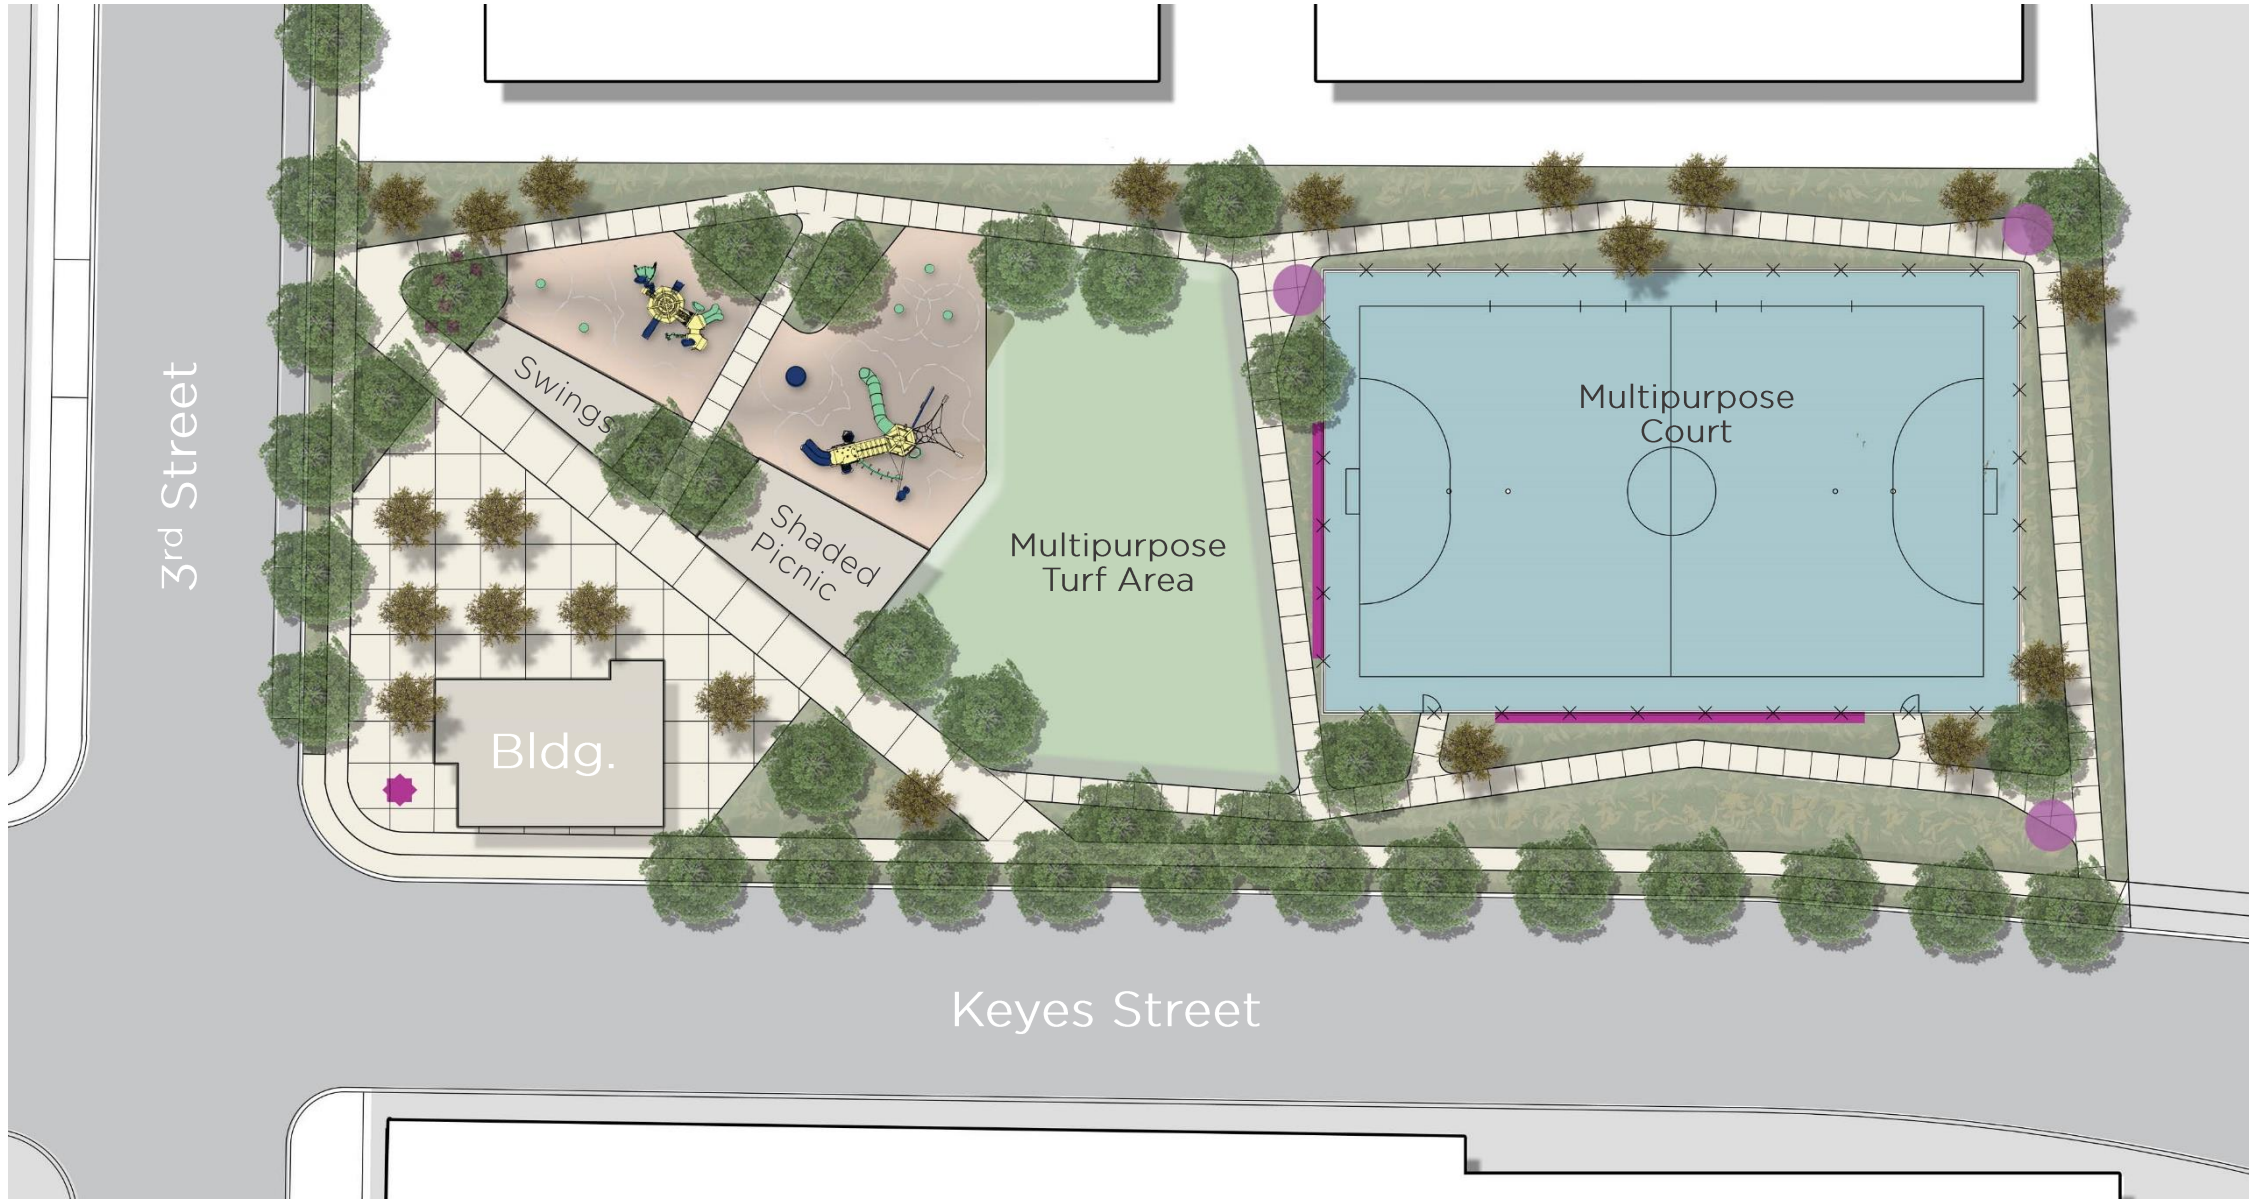 3rd Street
Swings
Shaded
Picnic
Multipurpose
Turf Area
Multipurpose
Court
Bldg.
Keyes Street